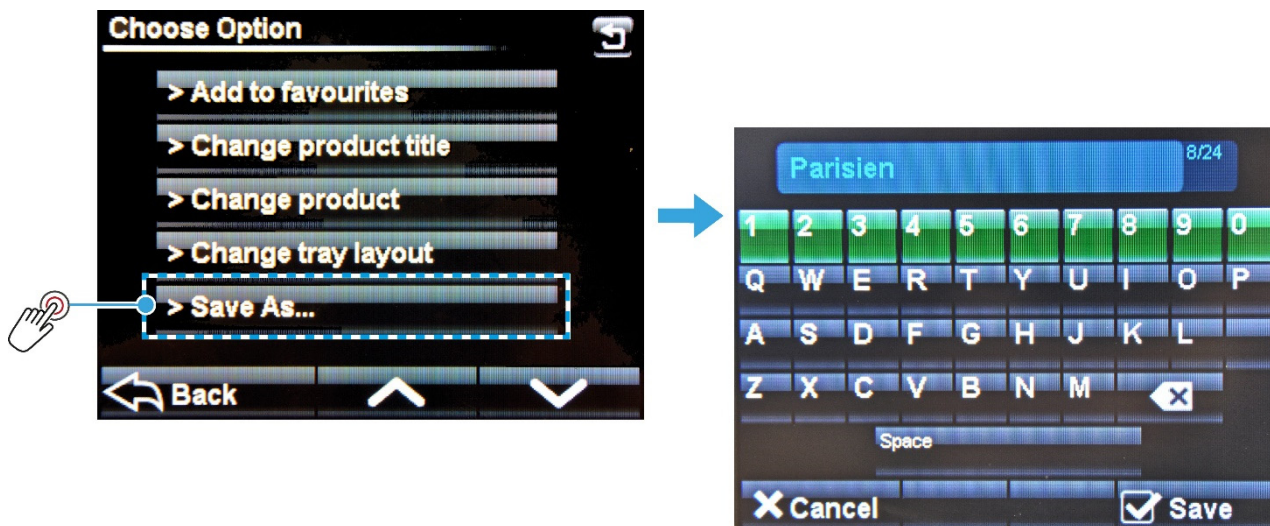 Choose Option
> Add to favourites
> Change product title
> Change product
> Change tray layout
> Save As...
Back
Parisien
8/24
1 2 3 4 5 6 7 8 9 0
Q W E R T Y U I O P
A S D F G H J K L
Z X C V B N M
Space
Cancel
Save